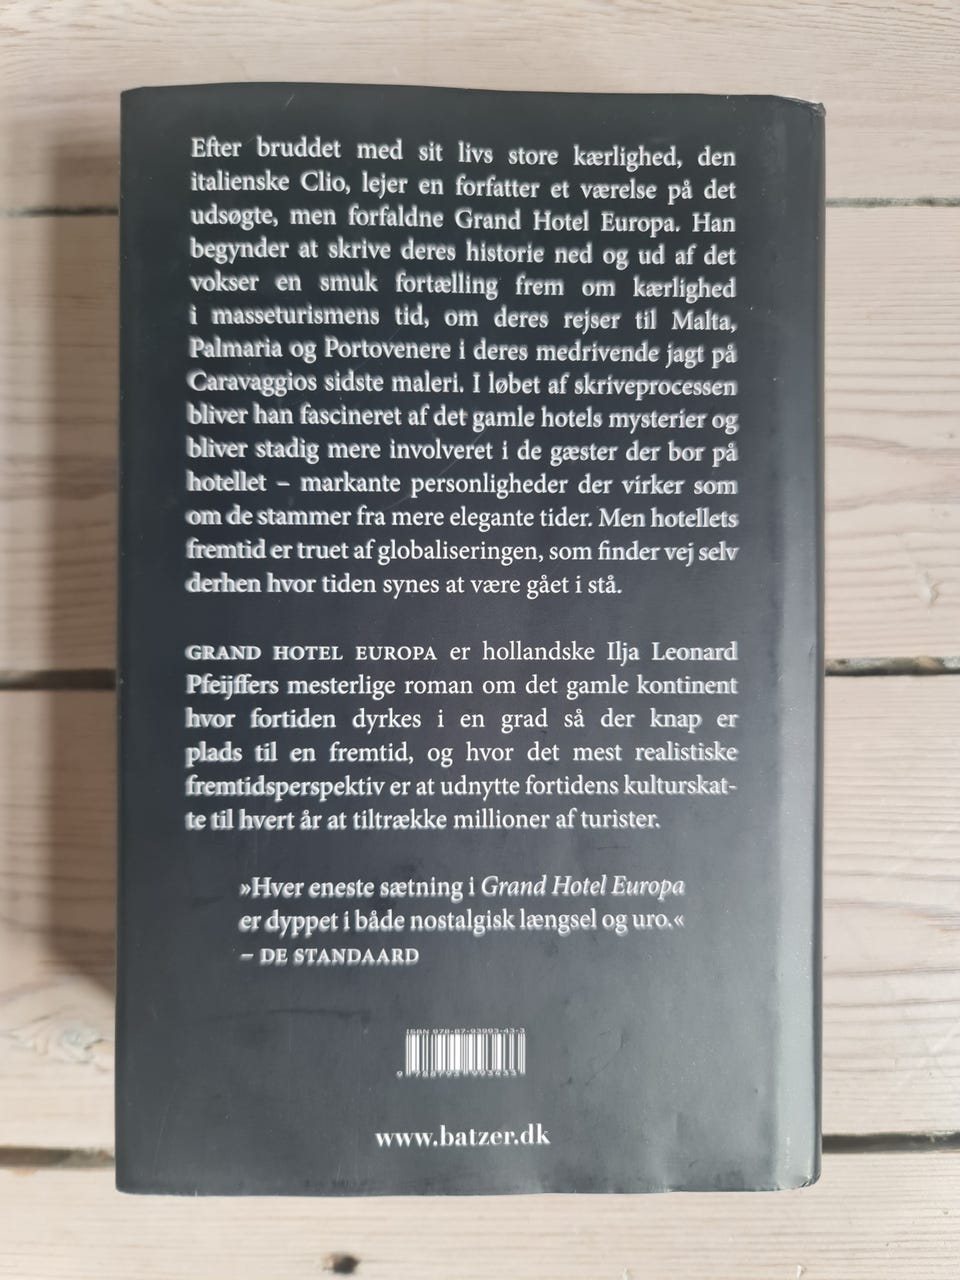 Efter bruddet med sit livs store kærlighed, den
italienske Clio, lejer en forfatter et værelse på det
udsøgte, men forfaldne Grand Hotel Europa. Han
begynder at skrive deres historie ned og ud af det
vokser en smuk fortælling frem om kærlighed
i masseturismens tid, om deres rejser til Malta,
Palmaria og Portovenere i deres medrivende jagt på
Caravaggios sidste maleri. I løbet af skriveprocessen
bliver han fascineret af det gamle hotels mysterier og
bliver stadig mere involveret i de gæster der bor på
hotellet – markante personligheder der virker som
om de stammer fra mere elegante tider. Men hotellets
fremtid er truet af globaliseringen, som finder vej selv
derhen hvor tiden synes at være gået i stå.
GRAND HOTEL EUROPA er hollandske Ilja Leonard
Pfeijffers mesterlige roman om det gamle kontinent
hvor fortiden dyrkes i en grad så der knap er
plads til en fremtid, og hvor det mest realistiske
fremtidsperspektiv er at udnytte fortidens kulturskat-
te til hvert år at tiltrække millioner af turister.
»Hver eneste sætning i Grand Hotel Europa
er dyppet i både nostalgisk længsel og uro.«
– DE STANDAARD
ISBN 978-87-93993-43-3
9 788793 993433
www.batzer.dk